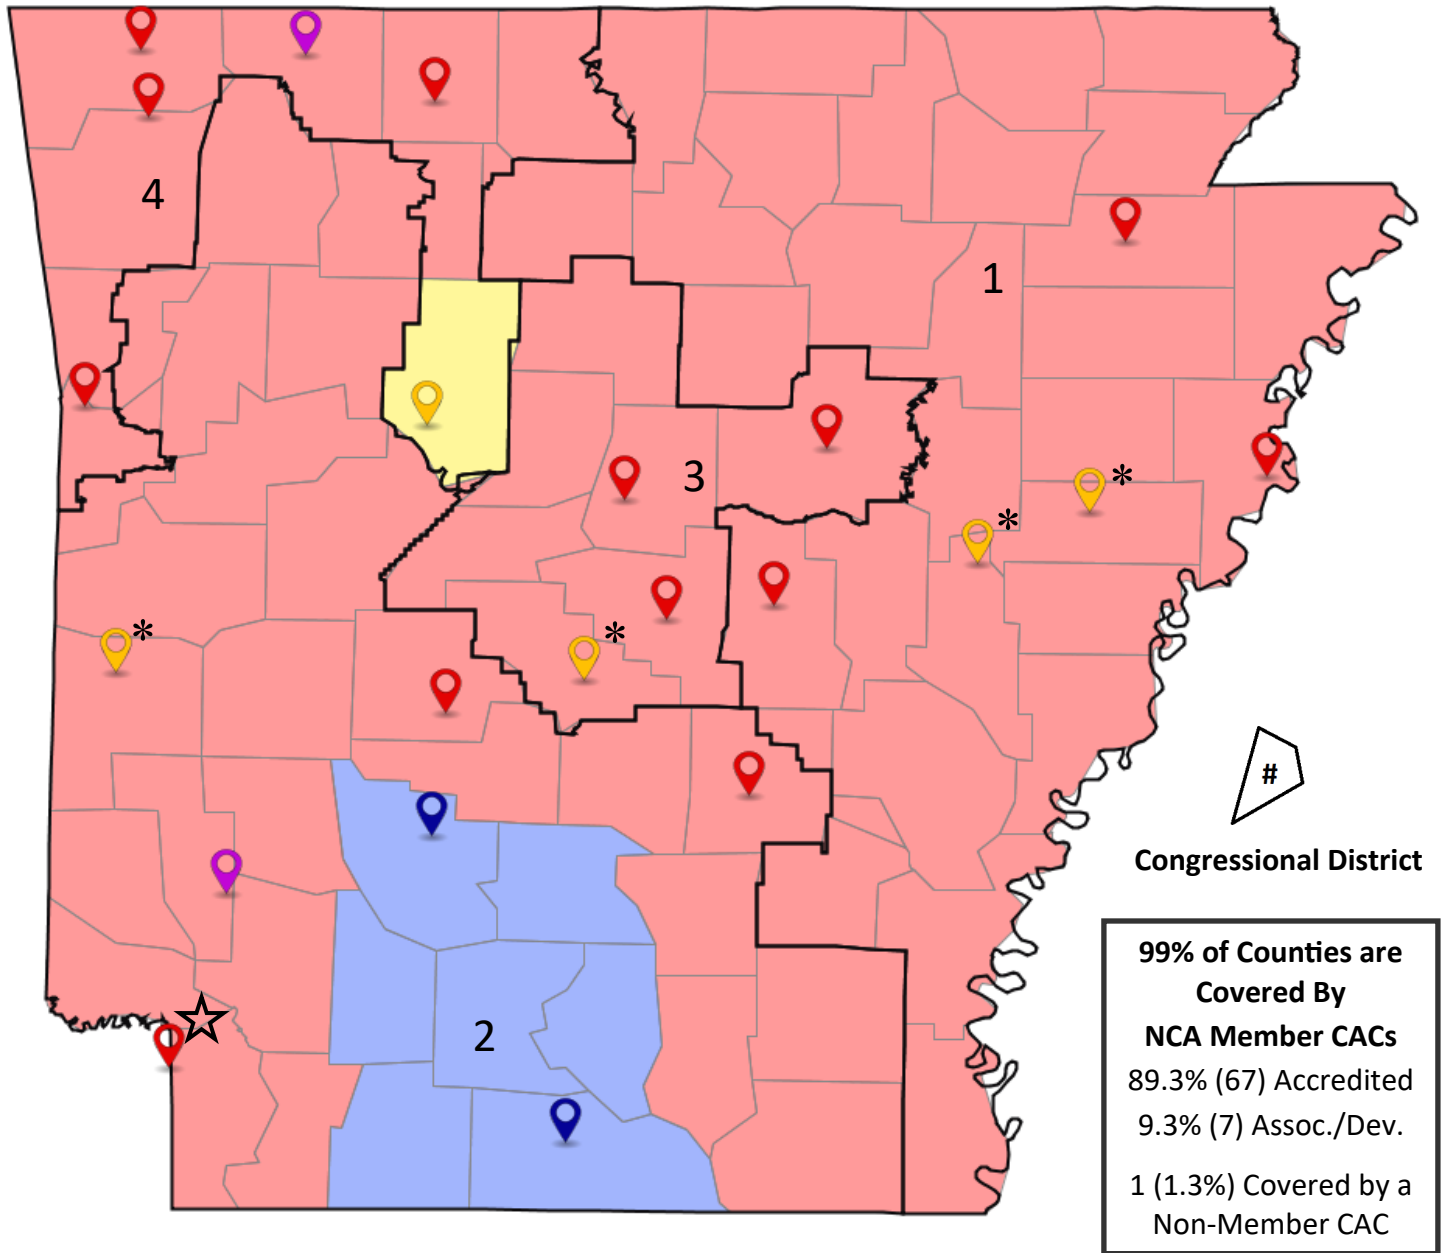 4
1
3
*
*
*
*
2
#
Congressional District
99% of Counties are
Covered By
NCA Member CACs
89.3% (67) Accredited
9.3% (7) Assoc./Dev.
1 (1.3%) Covered by a
Non-Member CAC